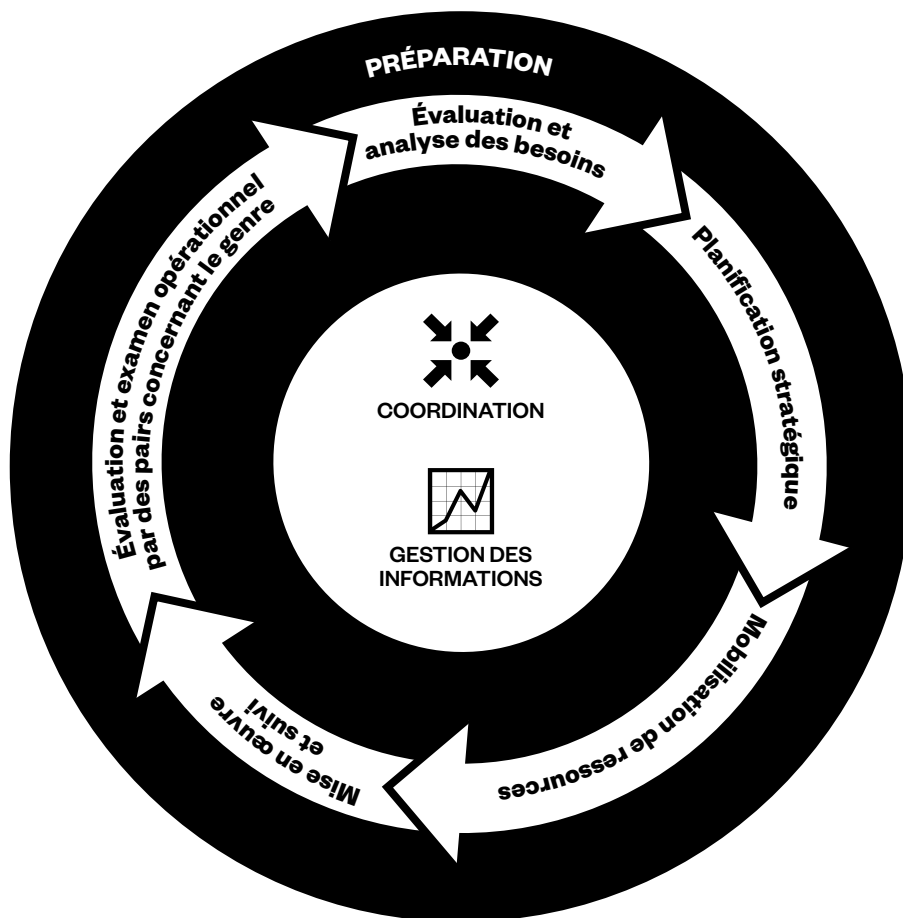 PRÉPARATION
Évaluation et
analyse des besoins
Planification stratégique
Mobilisation de ressources
Mise en œuvre
et suivi
Évaluation et examen opérationnel
par des pairs concernant le genre
COORDINATION
GESTION DES
INFORMATIONS